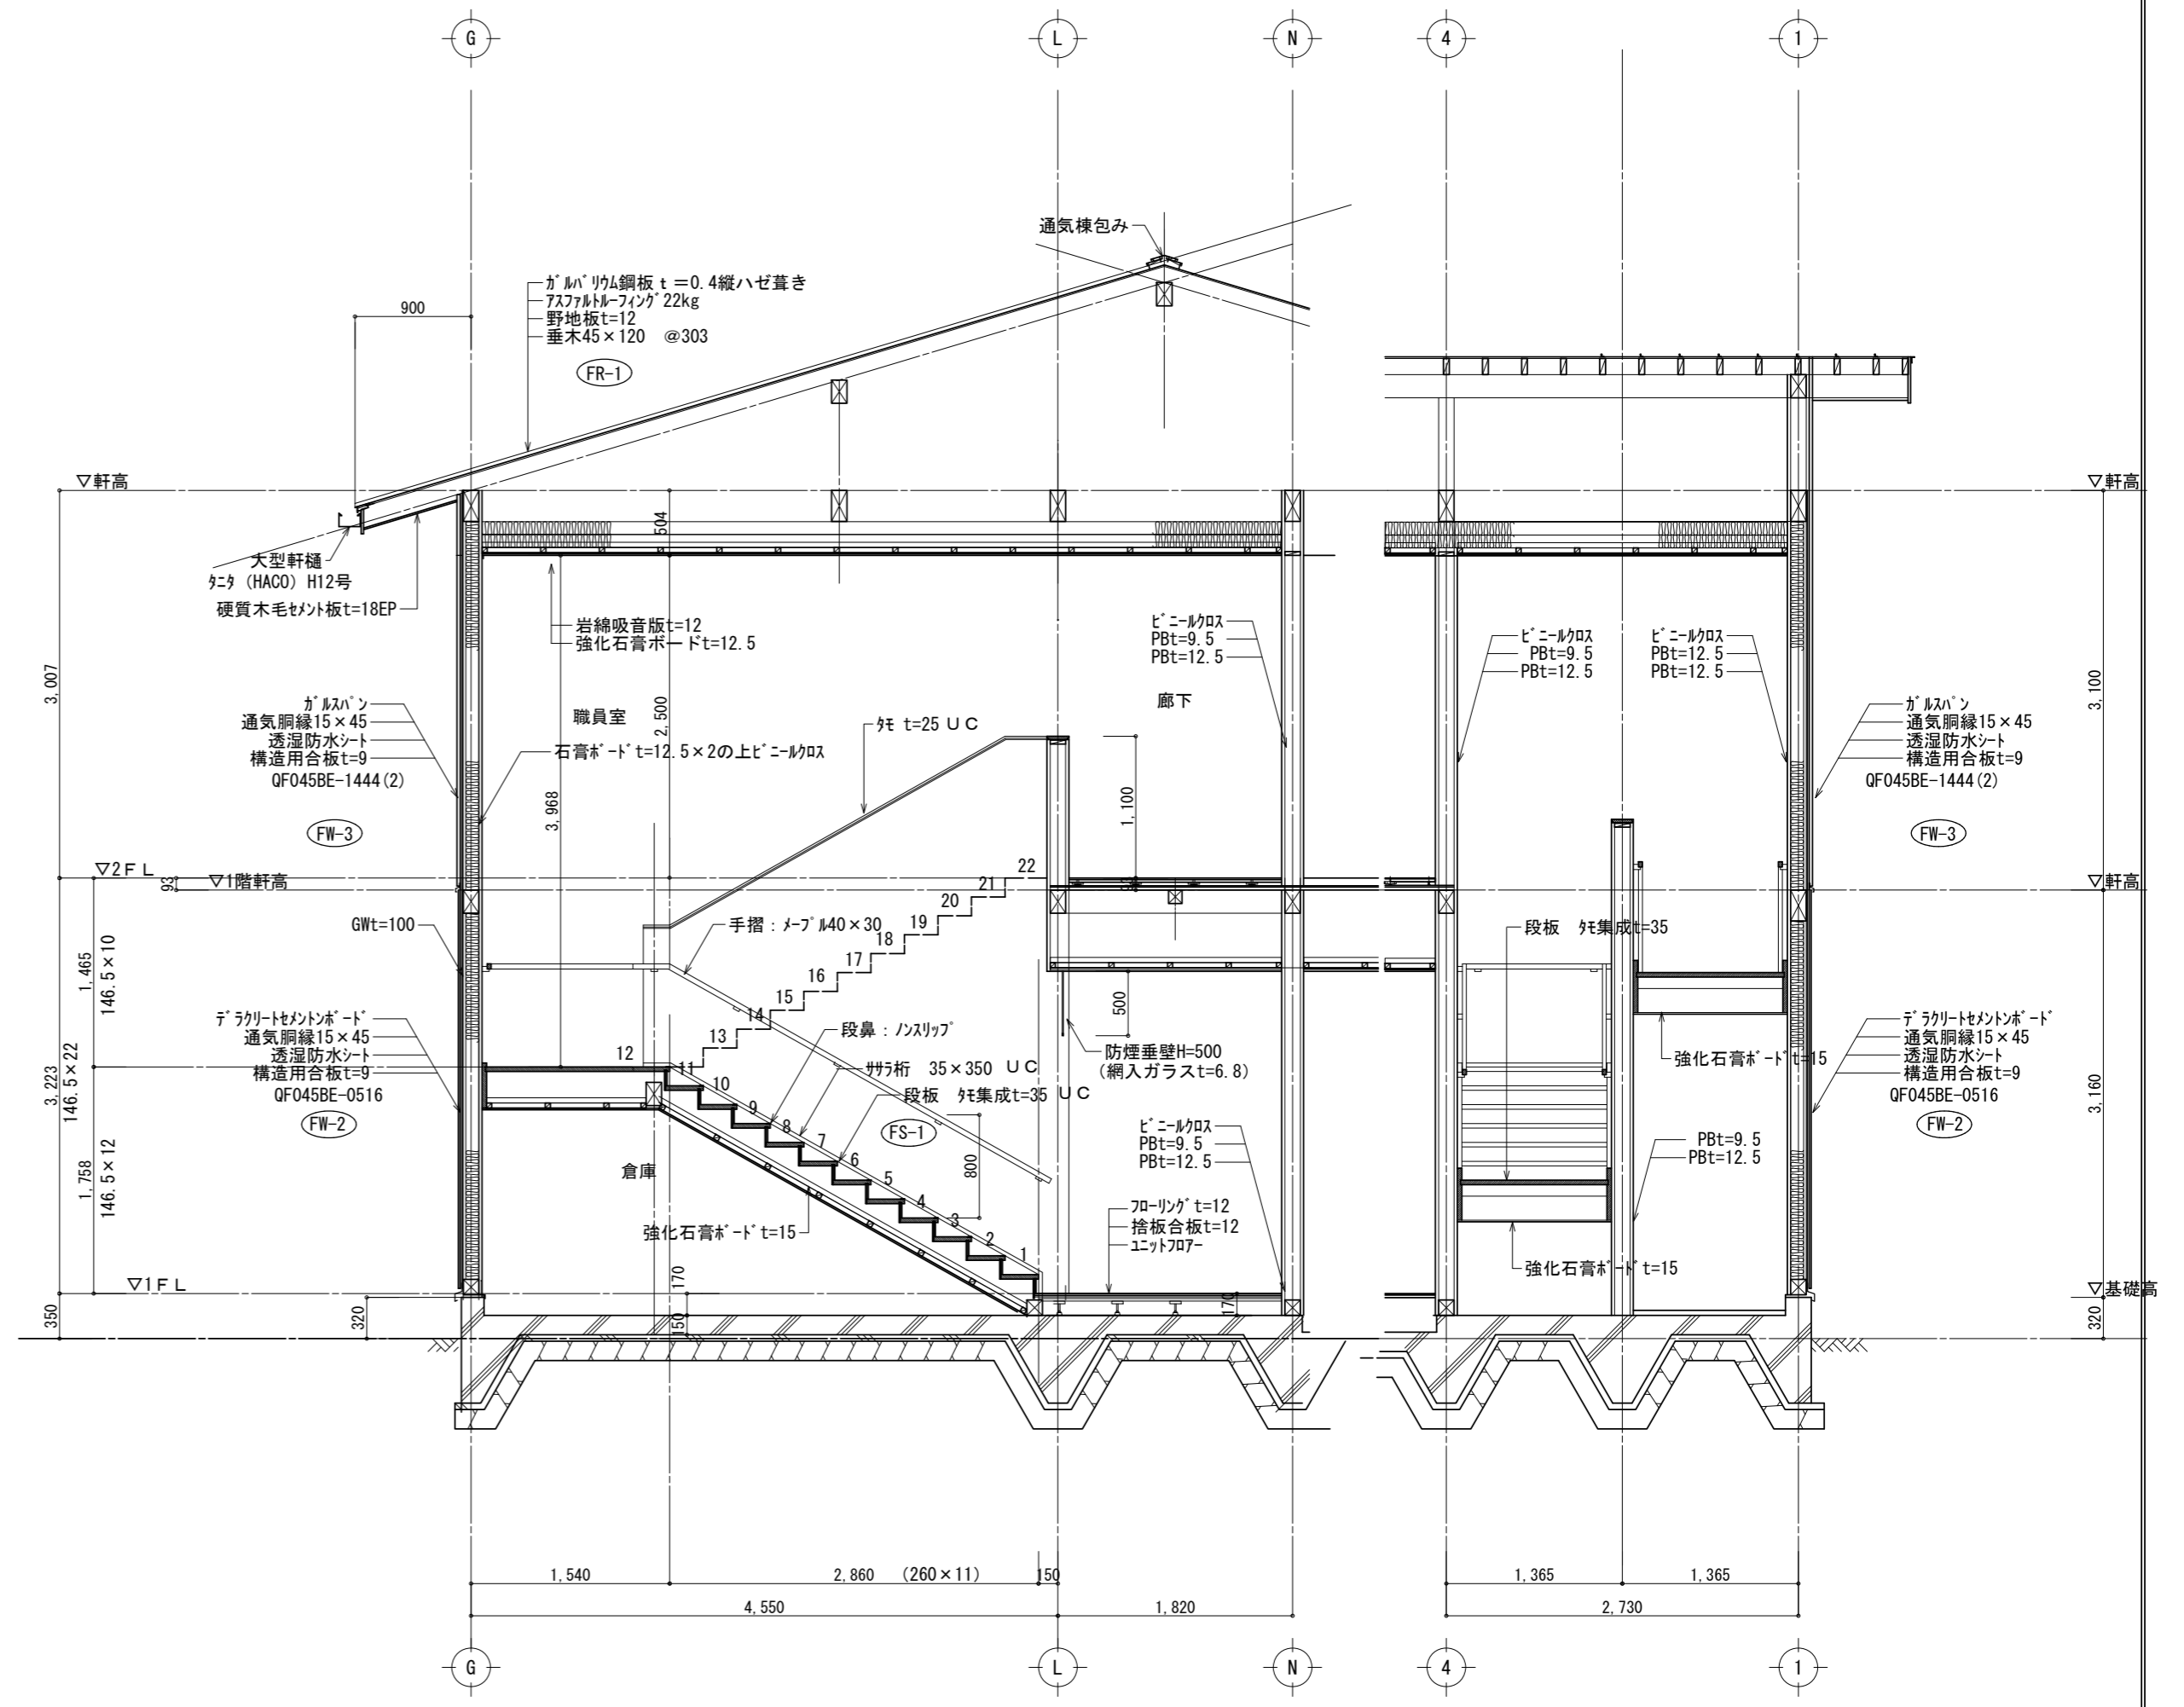 G
L
N
4
1
通気棟包み
ガルバリウム鋼板 t =0.4縦ハゼ葺き
アスファルトルーフィング22kg
野地板t=12
垂木45×120 @303
FR-1
900
▽軒高
▽軒高
504
大型軒樋
タニタ (HACO) H12号
硬質木毛セメント板t=18EP
岩綿吸音版t=12
強化石膏ボードt=12.5
ビニールクロス
PBt=9.5
PBt=12.5
ビニールクロス
PBt=9.5
PBt=12.5
ビニールクロス
PBt=12.5
PBt=12.5
3,007
3,100
ガルスパン
通気胴縁15×45
透湿防水シート
構造用合板t=9
QF045BE-1444(2)
FW-3
職員室
2,500
廊下
タモ t=25 UC
石膏ボードt=12.5×2の上ビニールクロス
3,968
1,100
ガルスパン
通気胴縁15×45
透湿防水シート
構造用合板t=9
QF045BE-1444(2)
FW-3
▽2FL
93
▽1階軒高
▽軒高
22
21
20
19
18
17
16
15
14
13
12
11
10
9
8
7
6
5
4
3
2
1
GWt=100
手摺:メープル40×30
段板 タモ集成t=35
1,465
146.5×10
3,223
146.5×22
1,758
146.5×12
500
デラクリートセメントンボード
通気胴縁15×45
透湿防水シート
構造用合板t=9
QF045BE-0516
FW-2
段鼻:ノンスリップ
ササラ桁 35×350 UC
段板 タモ集成t=35 UC
FS-1
800
防煙垂壁H=500
(網入ガラスt=6.8)
強化石膏ボードt=15
デラクリートセメントンボード
通気胴縁15×45
透湿防水シート
構造用合板t=9
QF045BE-0516
FW-2
3,160
ビニールクロス
PBt=9.5
PBt=12.5
PBt=9.5
PBt=12.5
倉庫
強化石膏ボードt=15
フローリングt=12
捨板合板t=12
ユニットフロアー
強化石膏ボードt=15
▽1FL
▽基礎高
350
320
170
150
170
320
1,540
2,860 (260×11)
150
1,365
1,365
4,550
1,820
2,730
G
L
N
4
1